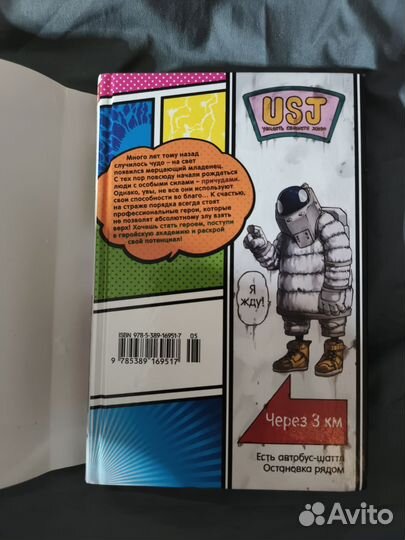 Много лет тому назад
случилось чудо – на свет
появился мерцающий младенец.
С тех пор повсюду начали рождаться
люди с особыми силами – причудами.
Однако, увы, не все они используют
свои способности во благо... К счастью,
на страже порядка всегда стоят
профессиональные герои, которые
не позволят абсолютному злу взять
верх! Хочешь стать героем, поступи
в геройскую академию и раскрой
свой потенциал!
USJ
увидеть своими
Я
жду!
ISBN 978-5-389-16951-7
05
9 785389 169517
Через 3 км
Есть автобус-шаттл
Остановка рядом
Avito